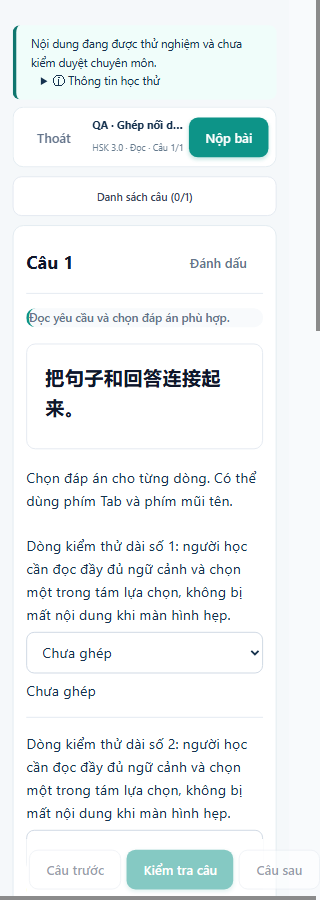 Nội dung đang được thử nghiệm và chưa
kiểm duyệt chuyên môn.
▶ ⓘ Thông tin học thử
Thoát
QA · Ghép nối d...
HSK 3.0 · Đọc · Câu 1/1
Nộp bài
Danh sách câu (0/1)
Câu 1
Đánh dấu
Đọc yêu cầu và chọn đáp án phù hợp.
把句子和回答连接起
来。
Chọn đáp án cho từng dòng. Có thể
dùng phím Tab và phím mũi tên.
Dòng kiểm thử dài số 1: người học
cần đọc đầy đủ ngữ cảnh và chọn
một trong tám lựa chọn, không bị
mất nội dung khi màn hình hẹp.
Chưa ghép
Chưa ghép
Dòng kiểm thử dài số 2: người học
cần đọc đầy đủ ngữ cảnh và chọn
một trong tám lựa chọn, không bị
mất nội dung khi màn hình hẹp.
Câu trước
Kiểm tra câu
Câu sau